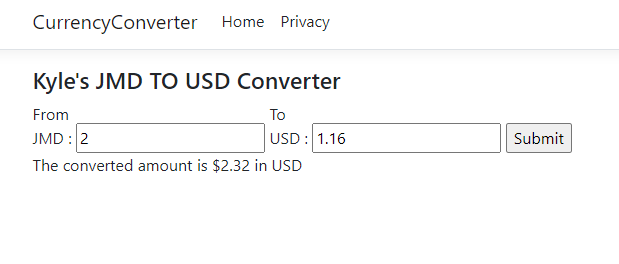 CurrencyConverter Home Privacy
Kyle's JMD TO USD Converter
From To
JMD : 2 USD : 1.16 Submit
The converted amount is $2.32 in USD